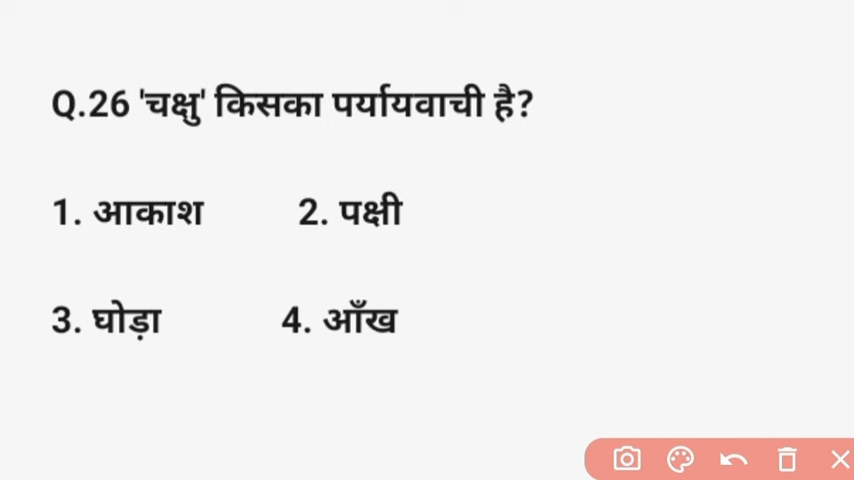 Q.26 'चक्षु' किसका पर्यायवाची है?
1. आकाश 2. पक्षी
3. घोड़ा 4. आँख